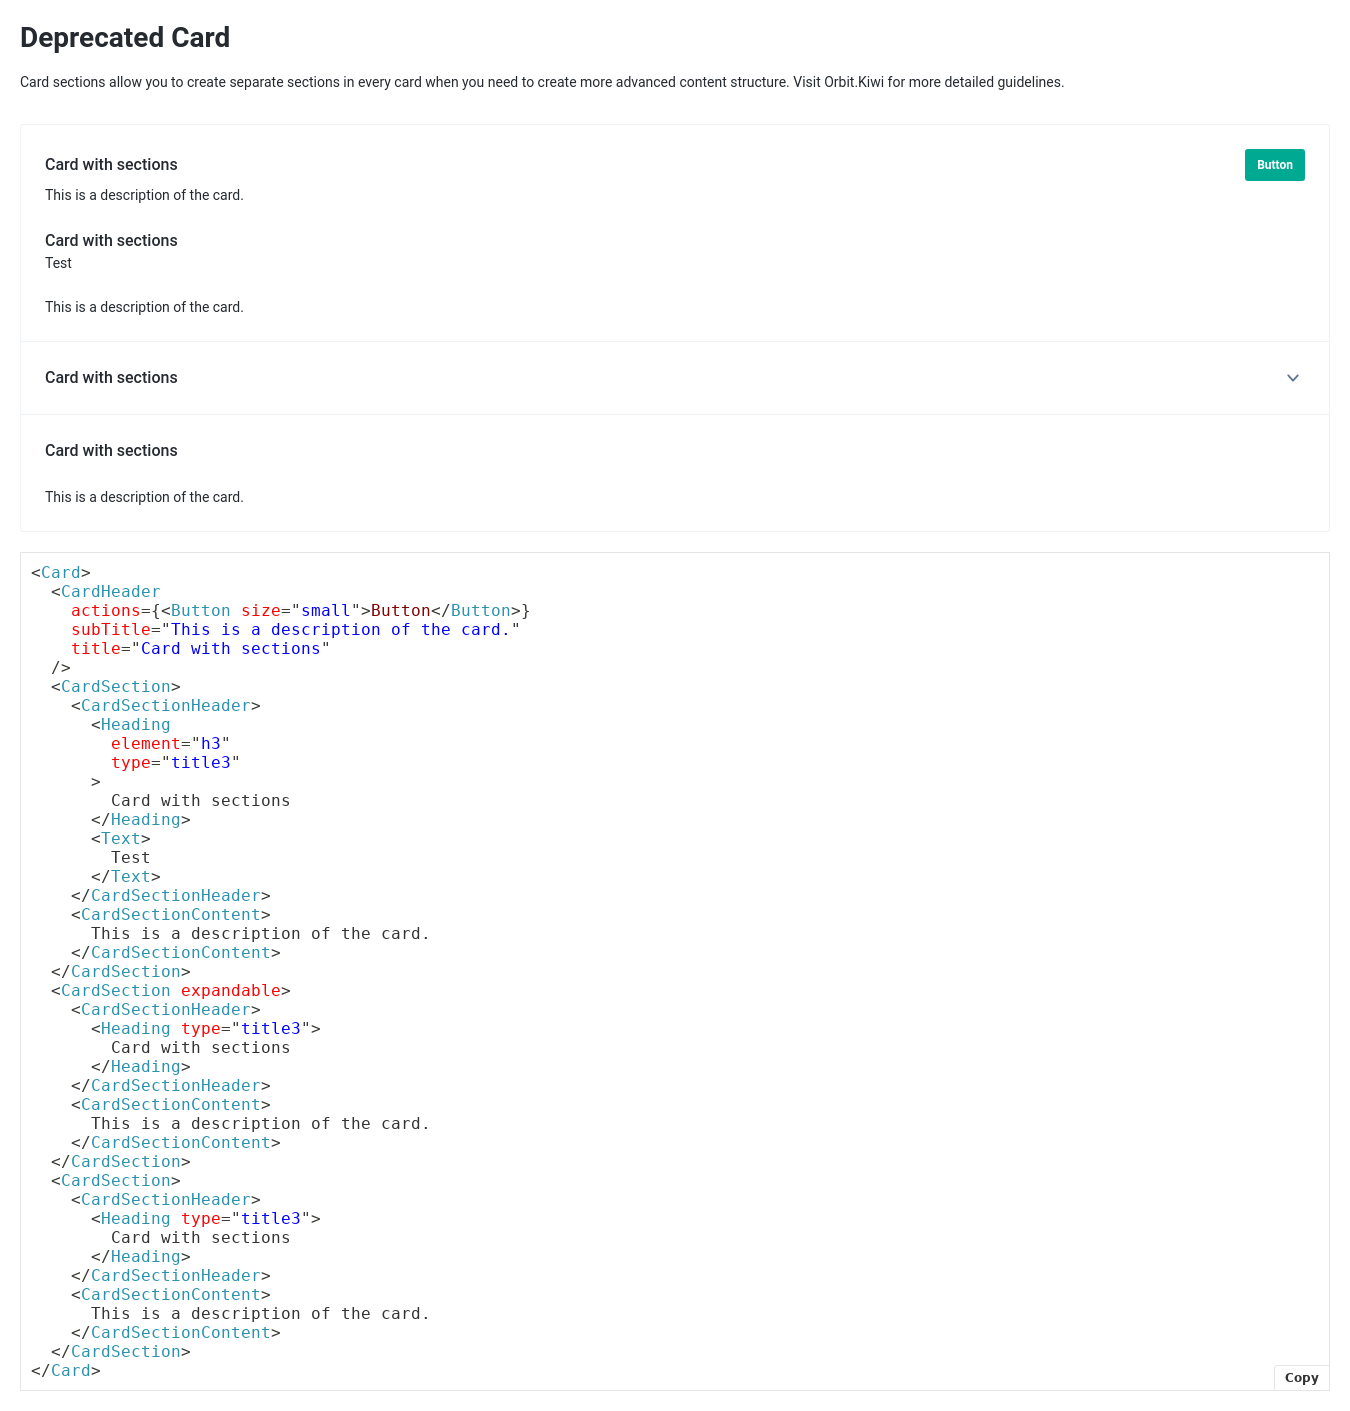 Deprecated Card
Card sections allow you to create separate sections in every card when you need to create more advanced content structure. Visit Orbit.Kiwi for more detailed guidelines.
Card with sections
Button
This is a description of the card.
Card with sections
Test
This is a description of the card.
Card with sections
Card with sections
This is a description of the card.
<Card>
  <CardHeader
    actions={<Button size="small">Button</Button>}
    subTitle="This is a description of the card."
    title="Card with sections"
  />
  <CardSection>
    <CardSectionHeader>
      <Heading
        element="h3"
        type="title3"
      >
        Card with sections
      </Heading>
      <Text>
        Test
      </Text>
    </CardSectionHeader>
    <CardSectionContent>
      This is a description of the card.
    </CardSectionContent>
  </CardSection>
  <CardSection expandable>
    <CardSectionHeader>
      <Heading type="title3">
        Card with sections
      </Heading>
    </CardSectionHeader>
    <CardSectionContent>
      This is a description of the card.
    </CardSectionContent>
  </CardSection>
  <CardSection>
    <CardSectionHeader>
      <Heading type="title3">
        Card with sections
      </Heading>
    </CardSectionHeader>
    <CardSectionContent>
      This is a description of the card.
    </CardSectionContent>
  </CardSection>
</Card>
Copy